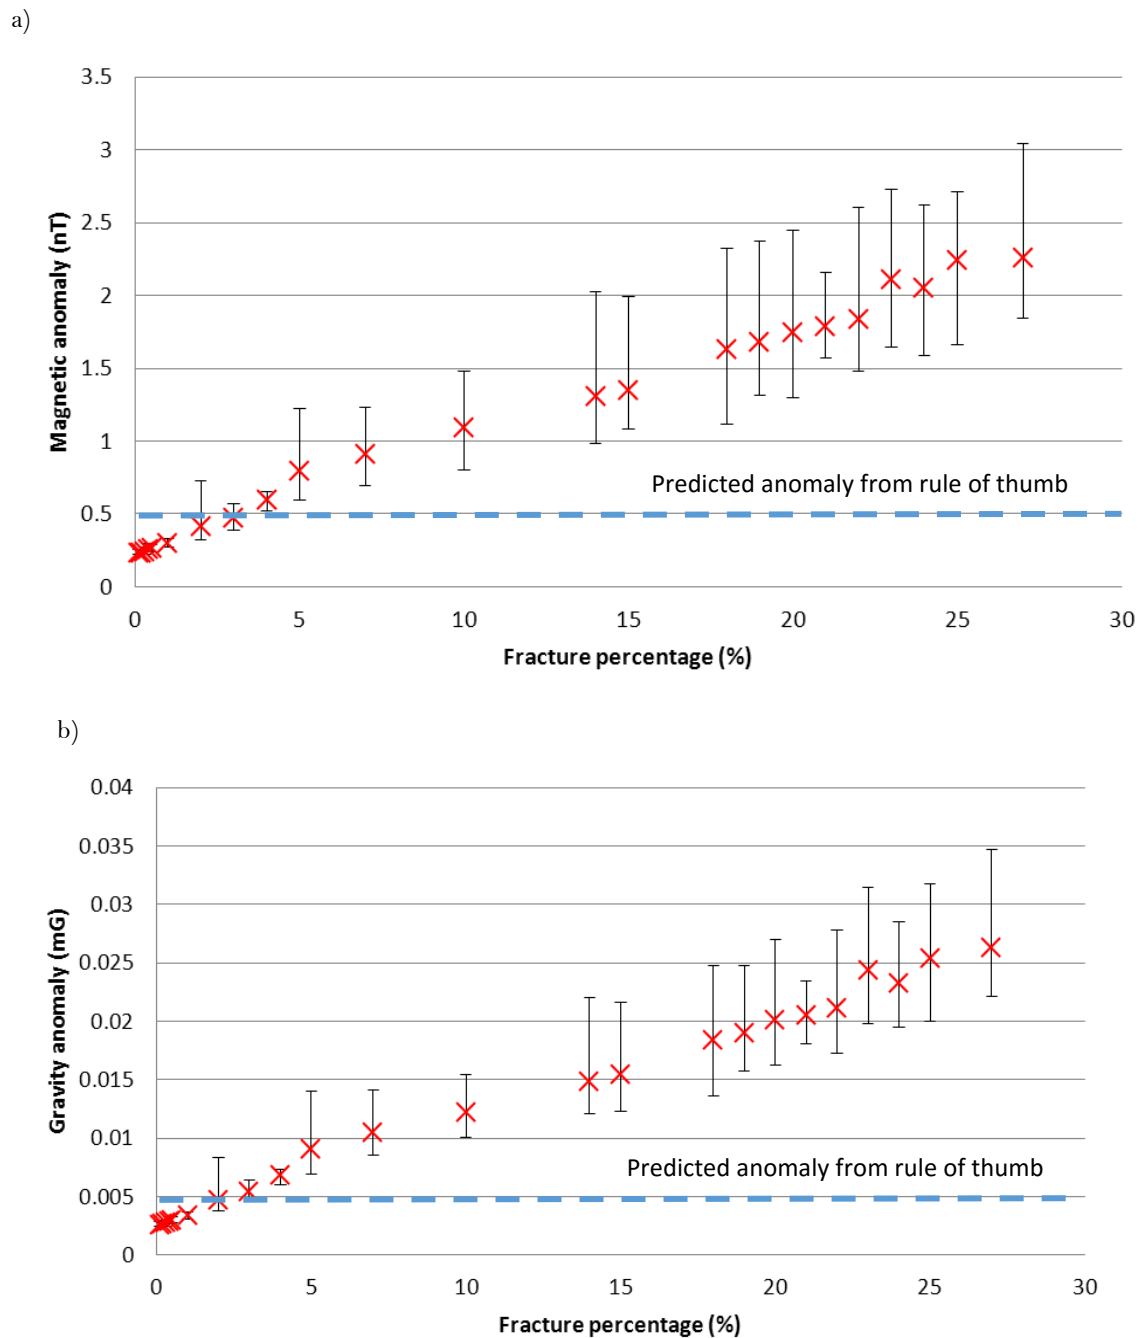 a)
3.5
3
2.5
2
1.5
1
0.5
0
Magnetic anomaly (nT)
Predicted anomaly from rule of thumb
0 5 10 15 20 25 30
Fracture percentage (%)
b)
0.04
0.035
0.03
0.025
0.02
0.015
0.01
0.005
0
Gravity anomaly (mG)
Predicted anomaly from rule of thumb
0 5 10 15 20 25 30
Fracture percentage (%)